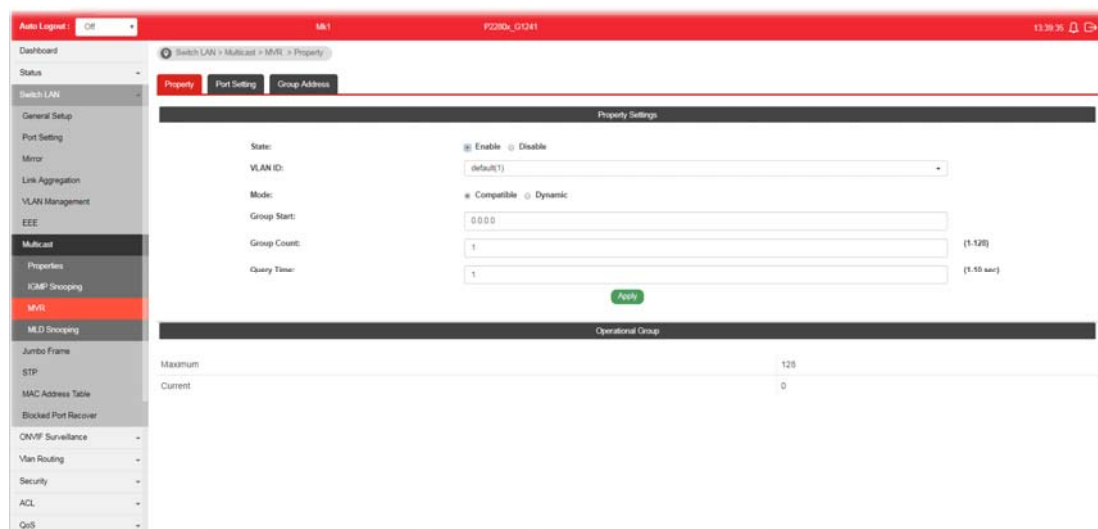 Auto Logout : Off Mk1 P2280x_G1241 13:39:35
Dashboard
Status
Switch LAN
General Setup
Port Setting
Mirror
Link Aggregation
VLAN Management
EEE
Multicast
Properties
IGMP Snooping
MVR
MLD Snooping
Jumbo Frame
STP
MAC Address Table
Blocked Port Recover
ONVIF Surveillance
Vlan Routing
Security
ACL
QoS
Switch LAN > Multicast > MVR > Property
Property Port Setting Group Address
Property Settings
State: Enable Disable
VLAN ID: default(1)
Mode: Compatible Dynamic
Group Start: 0.0.0.0
Group Count: 1 (1-128)
Query Time: 1 (1-10 sec)
Apply
Operational Group
Maximum 128
Current 0